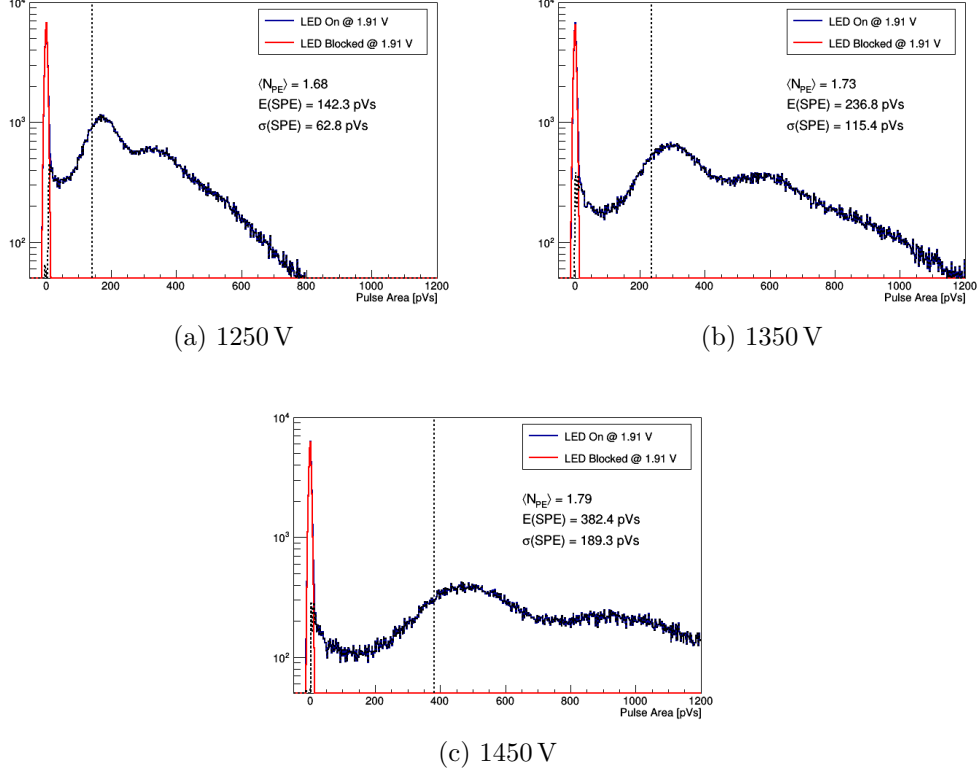 10⁴
10³
10²
LED On @ 1.91 V
LED Blocked @ 1.91 V
⟨N_PE⟩ = 1.68
E(SPE) = 142.3 pVs
σ(SPE) = 62.8 pVs
0 200 400 600 800 1000 1200
Pulse Area [pVs]
(a) 1250 V
10⁴
10³
10²
LED On @ 1.91 V
LED Blocked @ 1.91 V
⟨N_PE⟩ = 1.73
E(SPE) = 236.8 pVs
σ(SPE) = 115.4 pVs
0 200 400 600 800 1000 1200
Pulse Area [pVs]
(b) 1350 V
10⁴
10³
10²
LED On @ 1.91 V
LED Blocked @ 1.91 V
⟨N_PE⟩ = 1.79
E(SPE) = 382.4 pVs
σ(SPE) = 189.3 pVs
0 200 400 600 800 1000 1200
Pulse Area [pVs]
(c) 1450 V